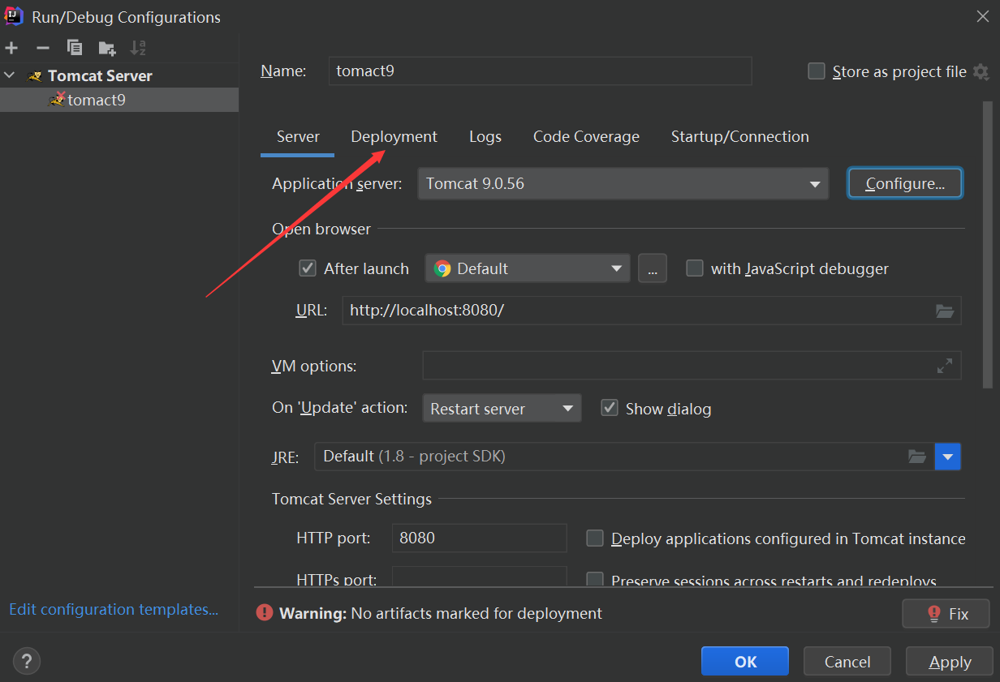 Run/Debug Configurations
Tomcat Server
tomact9
Edit configuration templates...
Name: tomact9 Store as project file
Server Deployment Logs Code Coverage Startup/Connection
Application server: Tomcat 9.0.56 Configure...
Open browser
After launch Default ... with JavaScript debugger
URL: http://localhost:8080/
VM options:
On 'Update' action: Restart server Show dialog
JRE: Default (1.8 - project SDK)
Tomcat Server Settings
HTTP port: 8080 Deploy applications configured in Tomcat instance
HTTPs port: Preserve sessions across restarts and redeploys
Warning: No artifacts marked for deployment Fix
? OK Cancel Apply